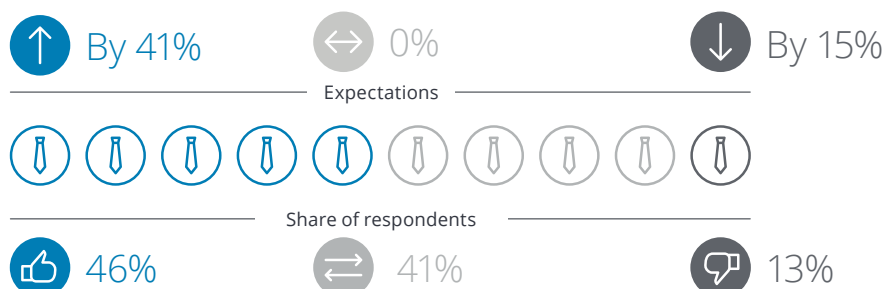 By 41% 0% By 15%
Expectations
Share of respondents
46% 41% 13%